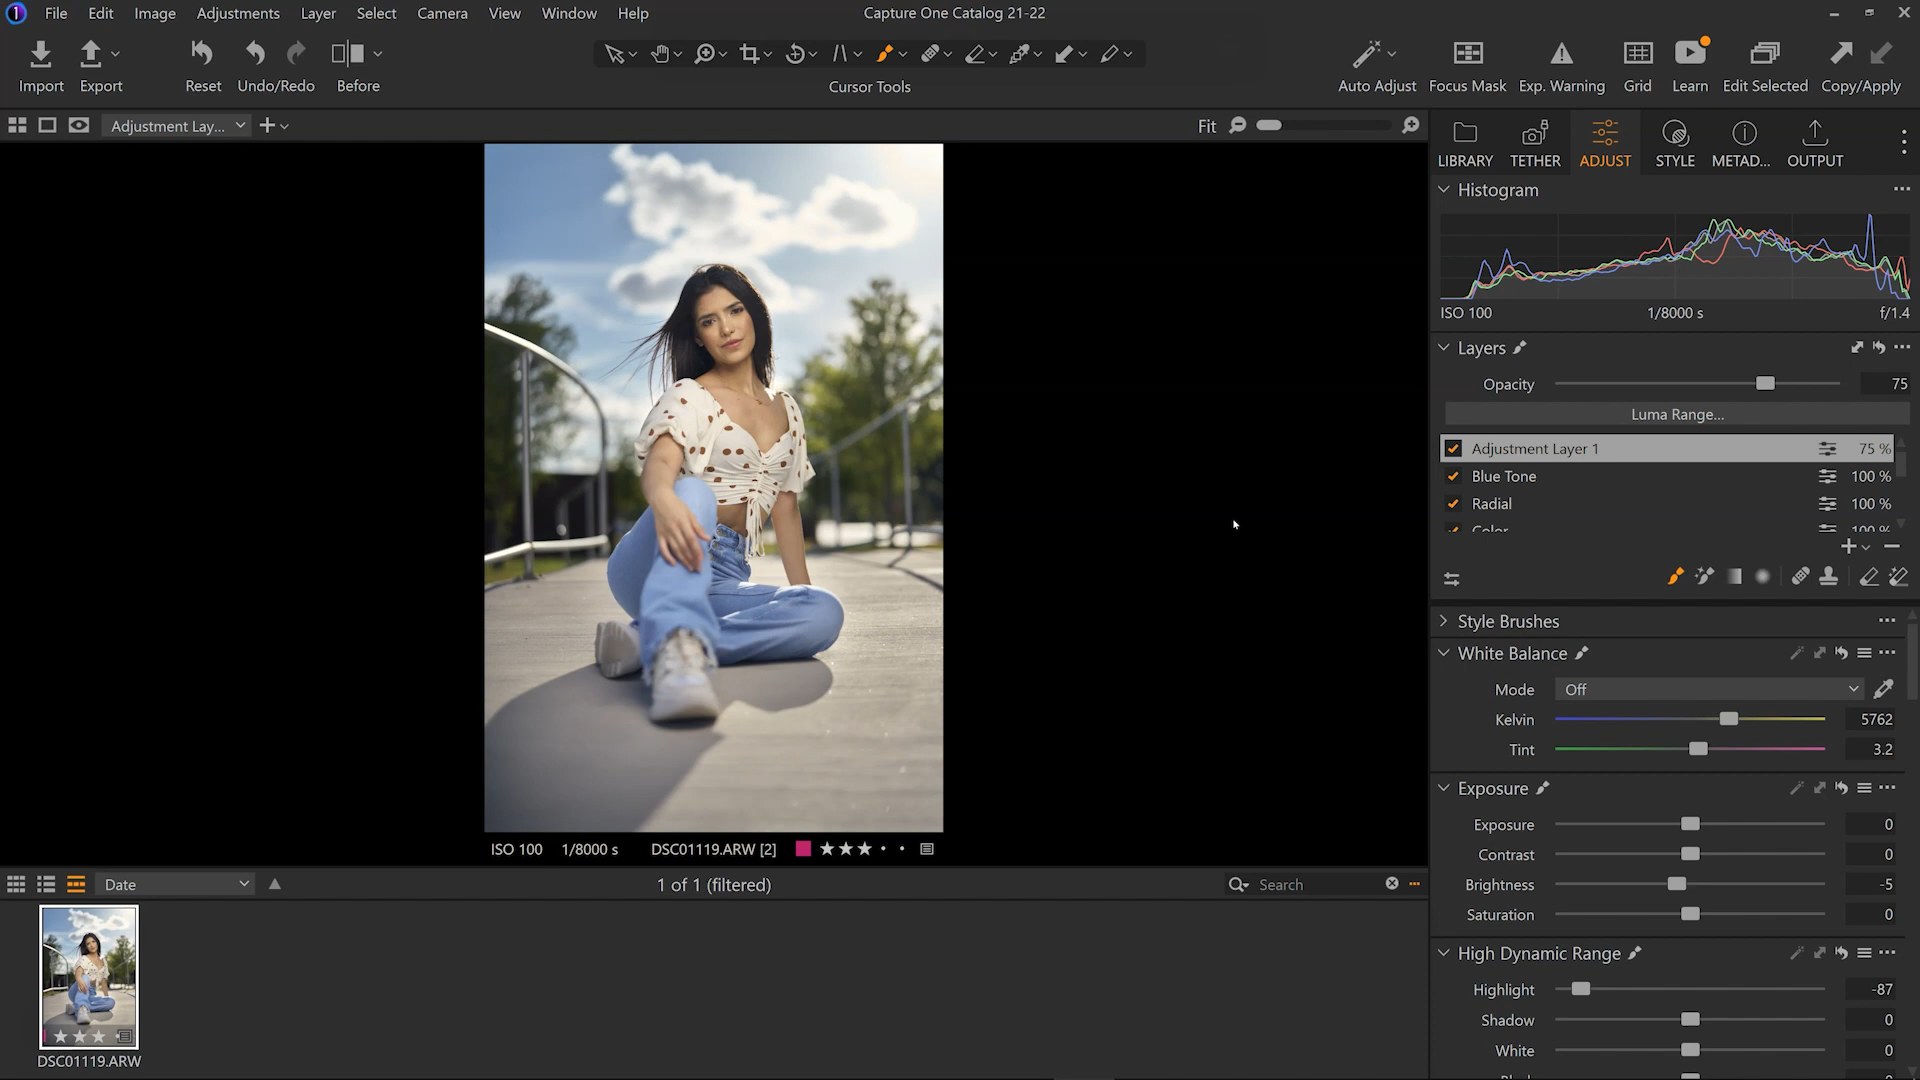 File Edit Image Adjustments Layer Select Camera View Window Help
Capture One Catalog 21-22
Import Export Reset Undo/Redo Before
Cursor Tools
Auto Adjust Focus Mask Exp. Warning Grid Learn Edit Selected Copy/Apply
Adjustment Lay...
Fit
LIBRARY TETHER ADJUST STYLE METAD... OUTPUT
Histogram
ISO 100 1/8000 s f/1.4
Layers
Opacity 75
Luma Range...
Adjustment Layer 1 75 %
Blue Tone 100 %
Radial 100 %
Color 100 %
Style Brushes
White Balance
Mode Off
Kelvin 5762
Tint 3.2
Exposure
Exposure 0
Contrast 0
Brightness -5
Saturation 0
High Dynamic Range
Highlight -87
Shadow 0
White 0
ISO 100 1/8000 s DSC01119.ARW [2]
Date
1 of 1 (filtered)
Search
DSC01119.ARW